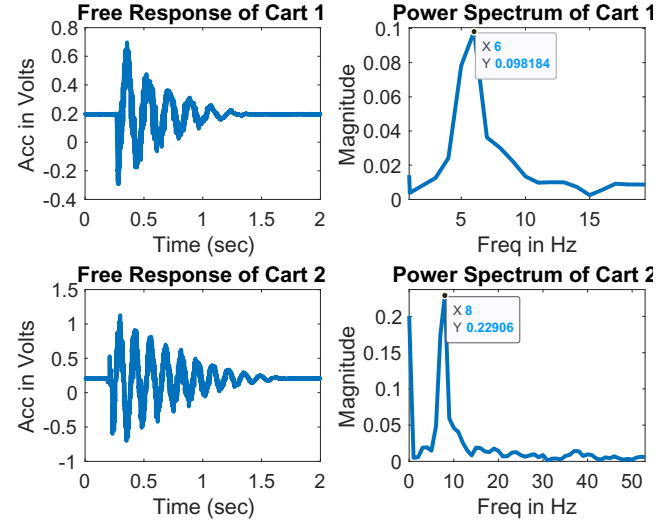 Free Response of Cart 1
Acc in Volts
0.8
0.6
0.4
0.2
0
-0.2
-0.4
0
0.5
1
1.5
2
Time (sec)
Power Spectrum of Cart 1
Magnitude
0.1
0.08
0.06
0.04
0.02
0
X 6
Y 0.098184
5
10
15
Freq in Hz
Free Response of Cart 2
Acc in Volts
1.5
1
0.5
0
-0.5
-1
0
0.5
1
1.5
2
Time (sec)
Power Spectrum of Cart 2
Magnitude
0.2
0.15
0.1
0.05
0
X 8
Y 0.22906
0
10
20
30
40
50
Freq in Hz